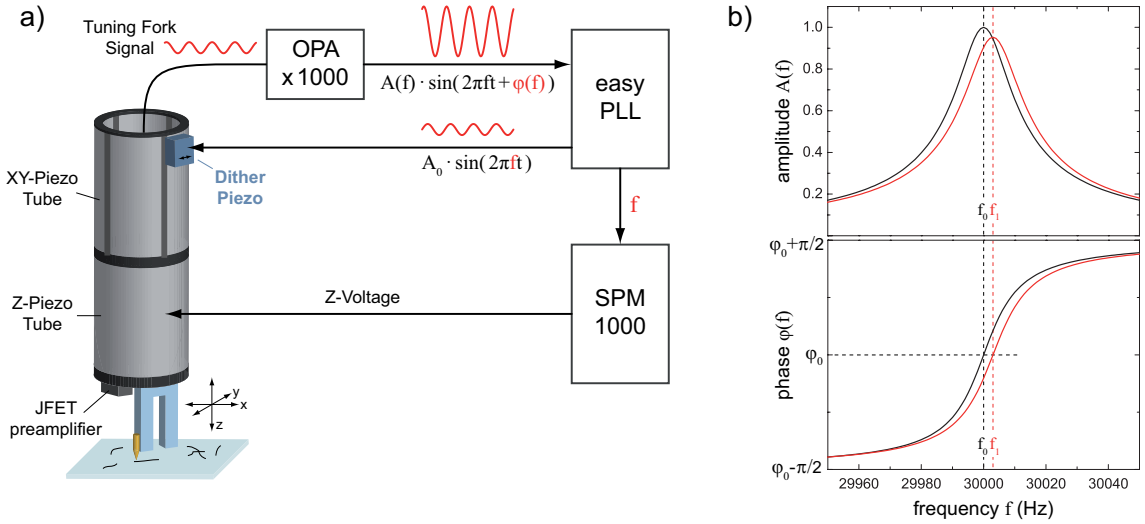 a)
Tuning Fork
Signal
OPA
x 1000
A(f) · sin( 2πft + φ(f) )
easy
PLL
A₀ · sin( 2πft )
Dither
Piezo
XY-Piezo
Tube
f
SPM
1000
Z-Voltage
Z-Piezo
Tube
JFET
preamplifier
y
x
z
b)
amplitude A(f)
1.0
0.8
0.6
0.4
0.2
f₀ f₁
phase φ(f)
φ₀+π/2
φ₀
φ₀-π/2
f₀ f₁
29960 29980 30000 30020 30040
frequency f (Hz)